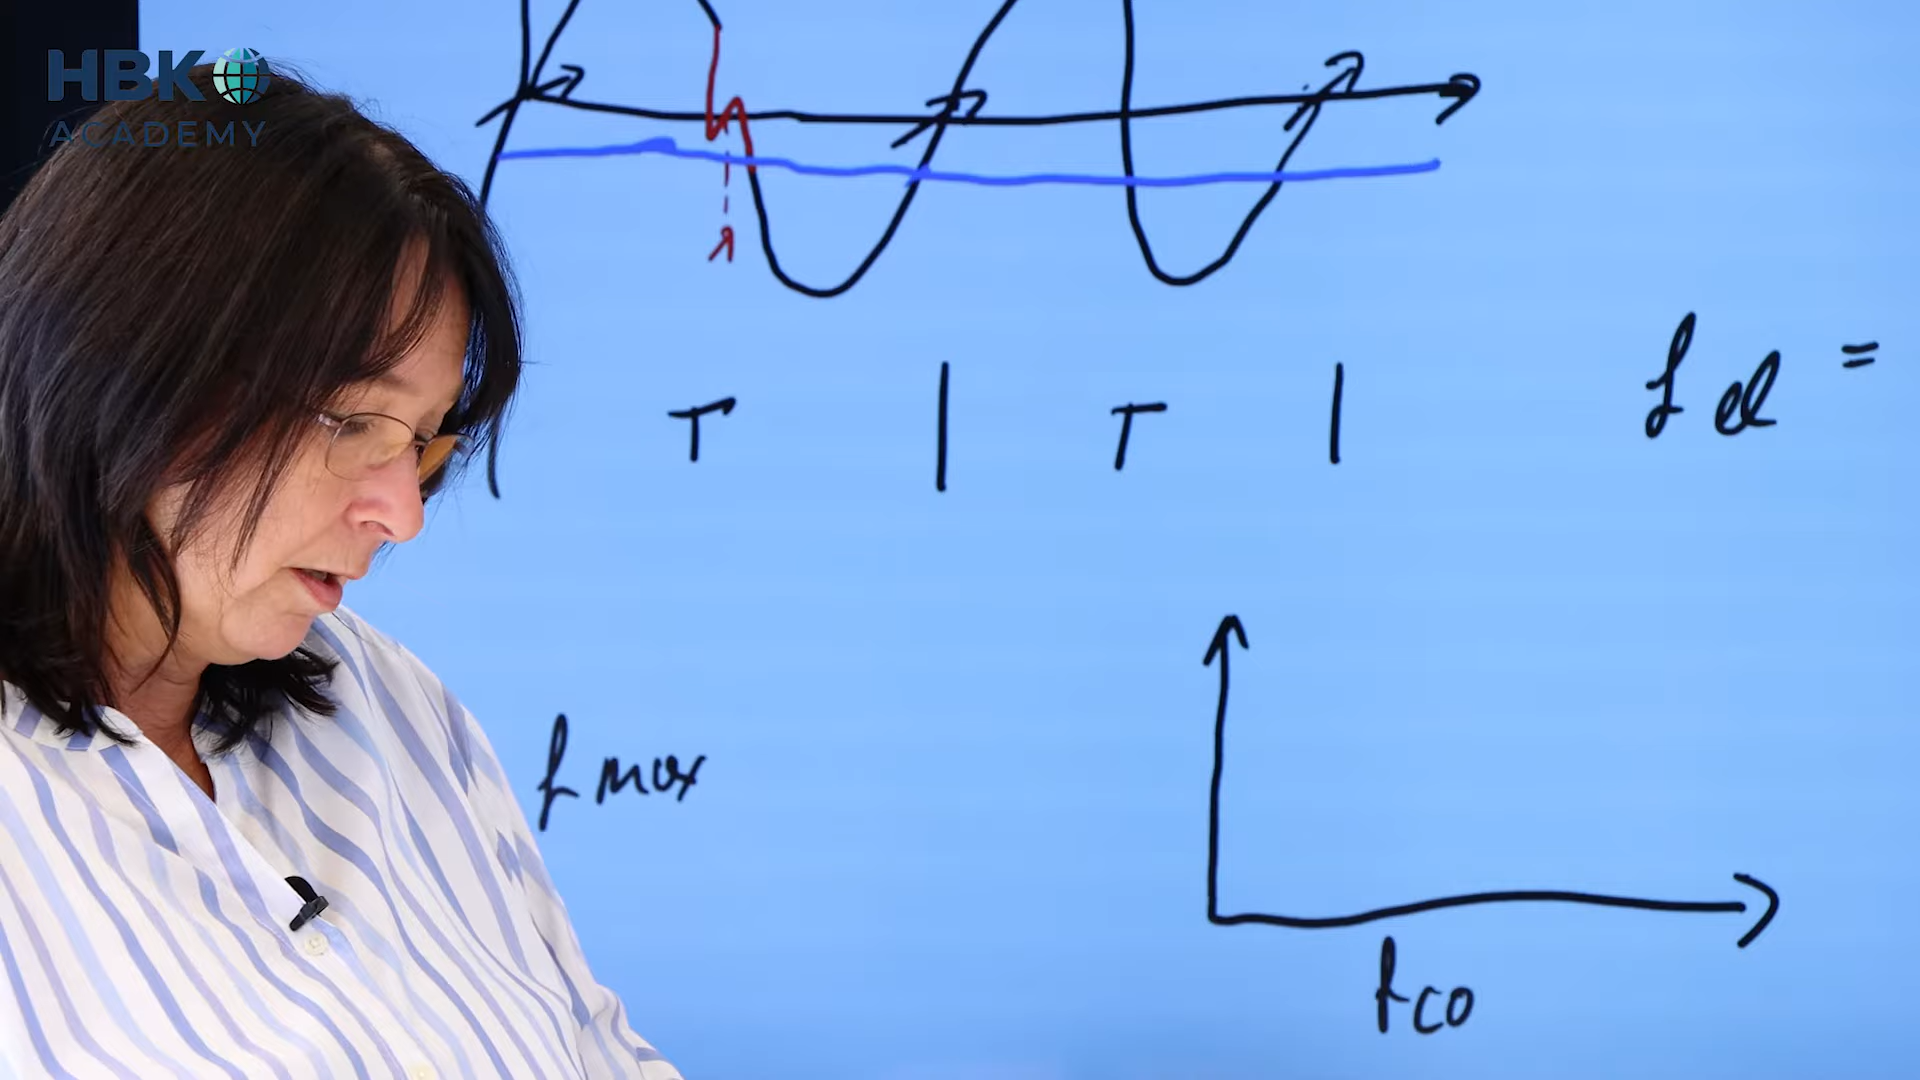 HBK
ACADEMY
T | T |
fel =
fmax
fco